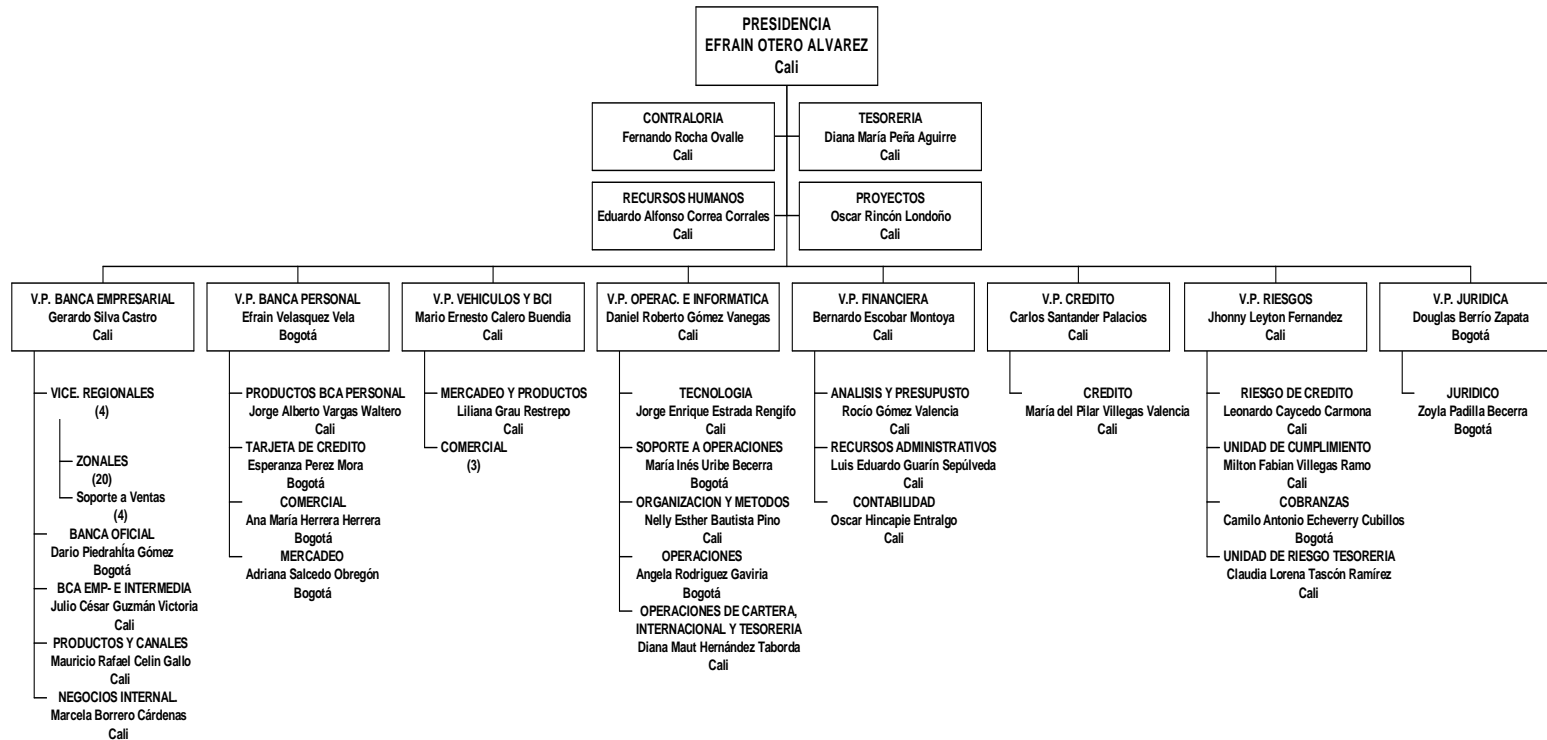 PRESIDENCIA
EFRAIN OTERO ALVAREZ
Cali
CONTRALORIA
Fernando Rocha Ovalle
Cali
TESORERIA
Diana María Peña Aguirre
Cali
RECURSOS HUMANOS
Eduardo Alfonso Correa Corrales
Cali
PROYECTOS
Oscar Rincón Londoño
Cali
V.P. BANCA EMPRESARIAL
Gerardo Silva Castro
Cali
VICE. REGIONALES
(4)
ZONALES
(20)
Soporte a Ventas
(4)
BANCA OFICIAL
Dario PiedrahÍta Gómez
Bogotá
BCA EMP- E INTERMEDIA
Julio César Guzmán Victoria
Cali
PRODUCTOS Y CANALES
Mauricio Rafael Celin Gallo
Cali
NEGOCIOS INTERNAL.
Marcela Borrero Cárdenas
Cali
V.P. BANCA PERSONAL
Efrain Velasquez Vela
Bogotá
PRODUCTOS BCA PERSONAL
Jorge Alberto Vargas Waltero
Cali
TARJETA DE CREDITO
Esperanza Perez Mora
Bogotá
COMERCIAL
Ana María Herrera Herrera
Bogotá
MERCADEO
Adriana Salcedo Obregón
Bogotá
V.P. VEHICULOS Y BCI
Mario Ernesto Calero Buendia
Cali
MERCADEO Y PRODUCTOS
Liliana Grau Restrepo
Cali
COMERCIAL
(3)
V.P. OPERAC. E INFORMATICA
Daniel Roberto Gómez Vanegas
Cali
TECNOLOGIA
Jorge Enrique Estrada Rengifo
Cali
SOPORTE A OPERACIONES
María Inés Uribe Becerra
Bogotá
ORGANIZACION Y METODOS
Nelly Esther Bautista Pino
Cali
OPERACIONES
Angela Rodriguez Gaviria
Bogotá
OPERACIONES DE CARTERA,
INTERNACIONAL Y TESORERIA
Diana Maut Hernández Taborda
Cali
V.P. FINANCIERA
Bernardo Escobar Montoya
Cali
ANALISIS Y PRESUPUSTO
Rocío Gómez Valencia
Cali
RECURSOS ADMINISTRATIVOS
Luis Eduardo Guarín Sepúlveda
Cali
CONTABILIDAD
Oscar Hincapie Entralgo
Cali
V.P. CREDITO
Carlos Santander Palacios
Cali
CREDITO
María del Pilar Villegas Valencia
Cali
V.P. RIESGOS
Jhonny Leyton Fernandez
Cali
RIESGO DE CREDITO
Leonardo Caycedo Carmona
Cali
UNIDAD DE CUMPLIMIENTO
Milton Fabian Villegas Ramo
Cali
COBRANZAS
Camilo Antonio Echeverry Cubillos
Bogotá
UNIDAD DE RIESGO TESORERIA
Claudia Lorena Tascón Ramírez
Cali
V.P. JURIDICA
Douglas Berrío Zapata
Bogotá
JURIDICO
Zoyla Padilla Becerra
Bogotá